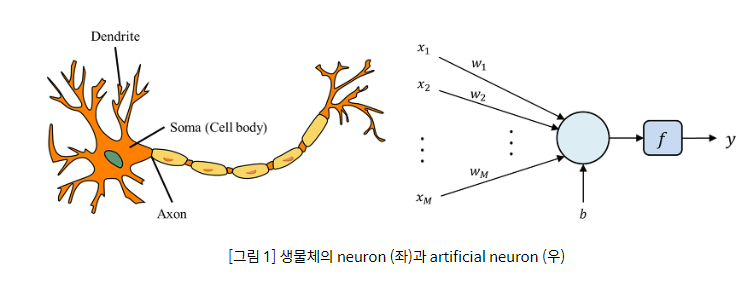 Dendrite
Soma (Cell body)
Axon
x1
w1
x2
w2
⋮
⋮
wM
xM
b
f
y
[그림 1] 생물체의 neuron (좌)과 artificial neuron (우)